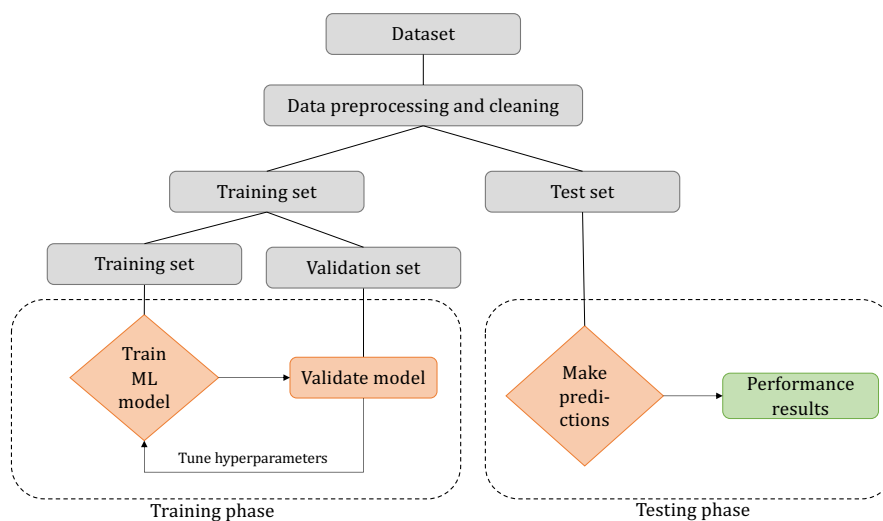 Dataset
Data preprocessing and cleaning
Training set
Test set
Training set
Validation set
Train
ML
model
Validate model
Make
predi-
ctions
Performance
results
Tune hyperparameters
Training phase
Testing phase